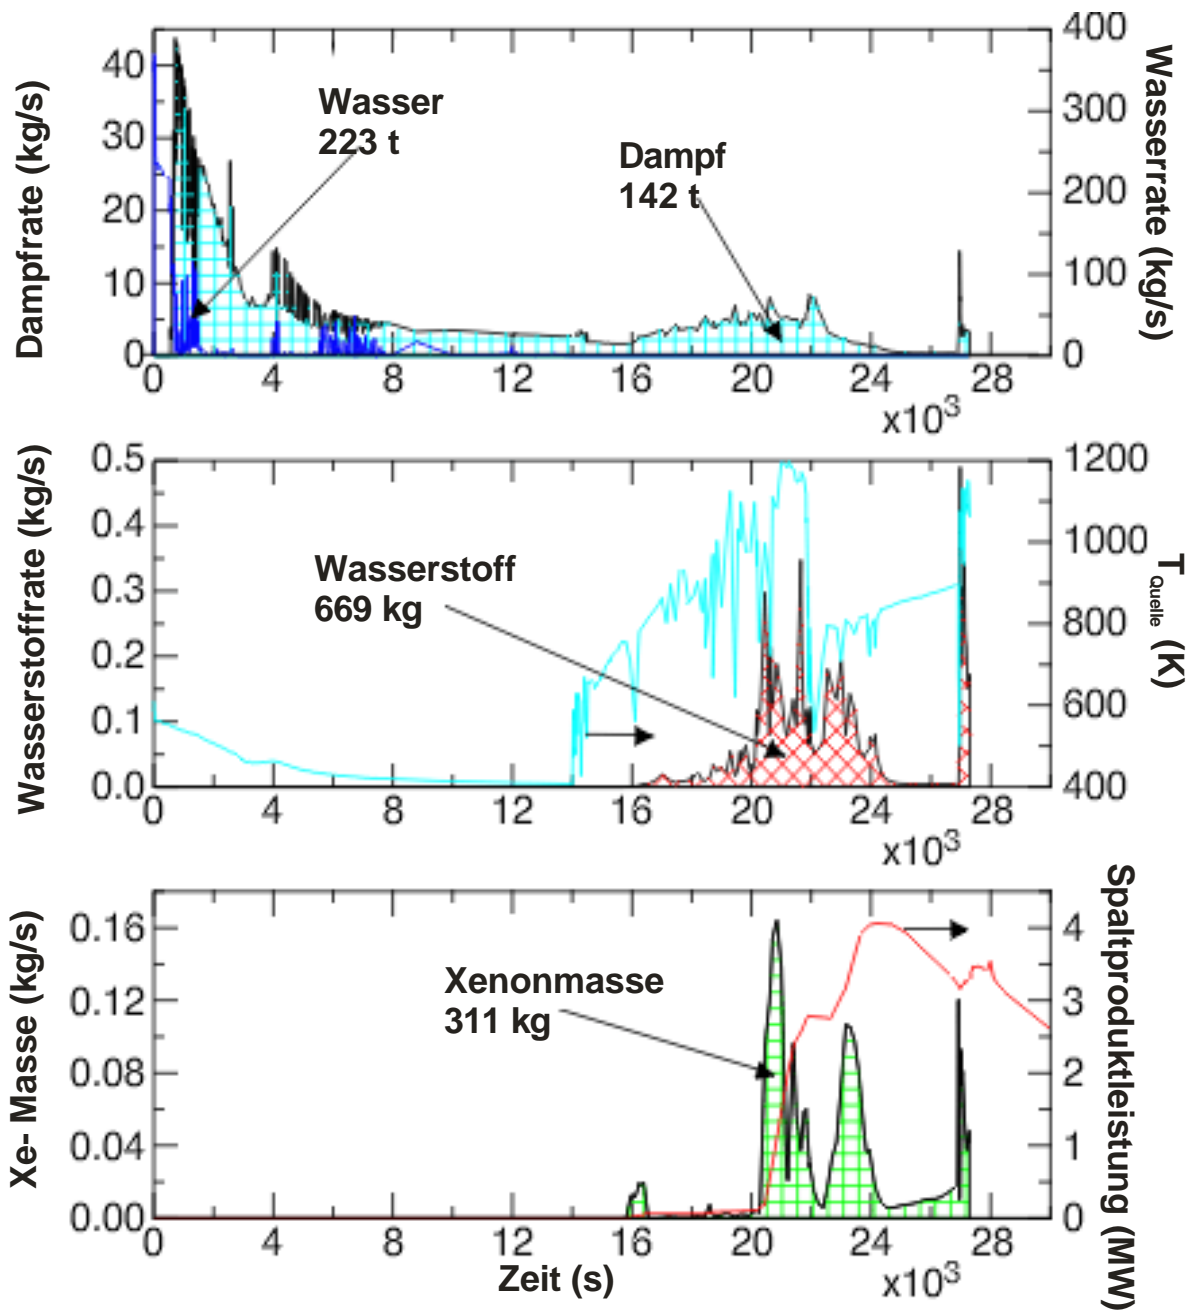 Dampfrate (kg/s)
40
30
20
10
0
Wasser
223 t
Dampf
142 t
400
300
200
100
0
Wasserrate (kg/s)
0 4 8 12 16 20 24 28
x10³
Wasserstoffrate (kg/s)
0.5
0.4
0.3
0.2
0.1
0.0
Wasserstoff
669 kg
1200
1000
800
600
400
T Quelle (K)
0 4 8 12 16 20 24 28
x10³
Xe- Masse (kg/s)
0.16
0.12
0.08
0.04
0.00
Xenonmasse
311 kg
4
3
2
1
0
Spaltproduktleistung (MW)
0 4 8 12 16 20 24 28
Zeit (s)
x10³